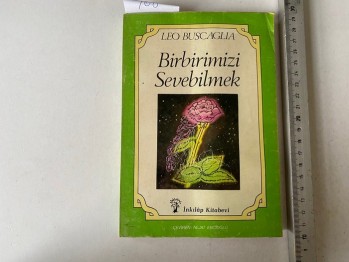 LEO BUSCAGLIA
Birbirimizi
Sevebilmek
İnkılâp Kitabevi